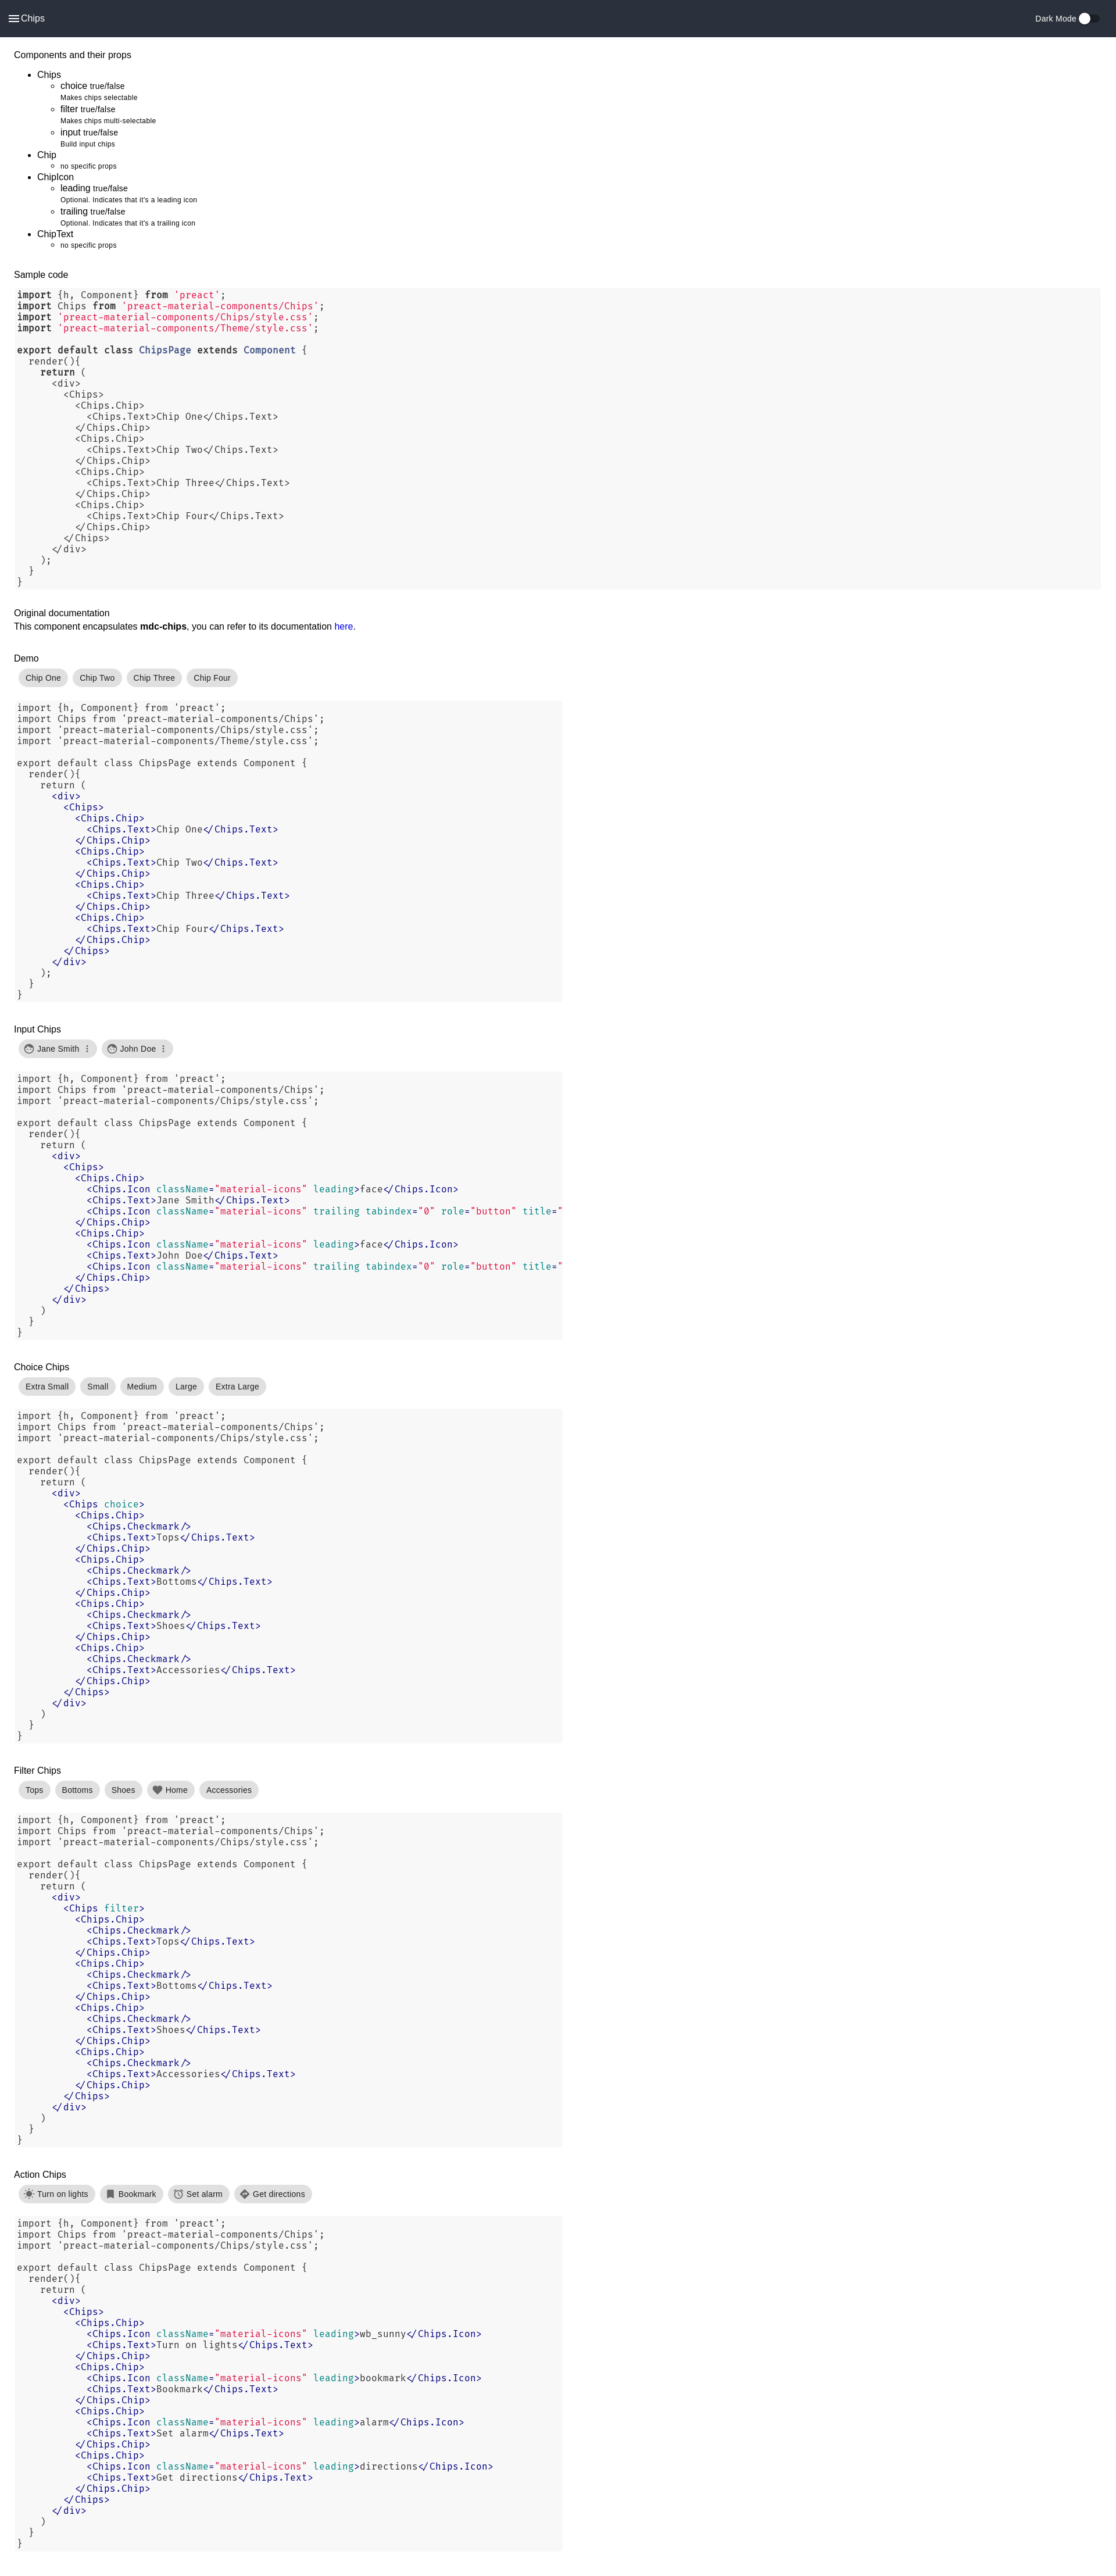 Chips
Dark Mode
Components and their props
Chips
choice true/false
Makes chips selectable
filter true/false
Makes chips multi-selectable
input true/false
Build input chips
Chip
no specific props
ChipIcon
leading true/false
Optional. Indicates that it's a leading icon
trailing true/false
Optional. Indicates that it's a trailing icon
ChipText
no specific props
Sample code
import {h, Component} from 'preact';
import Chips from 'preact-material-components/Chips';
import 'preact-material-components/Chips/style.css';
import 'preact-material-components/Theme/style.css';
export default class ChipsPage extends Component {
render(){
return (
<div>
<Chips>
<Chips.Chip>
<Chips.Text>Chip One</Chips.Text>
</Chips.Chip>
<Chips.Chip>
<Chips.Text>Chip Two</Chips.Text>
</Chips.Chip>
<Chips.Chip>
<Chips.Text>Chip Three</Chips.Text>
</Chips.Chip>
<Chips.Chip>
<Chips.Text>Chip Four</Chips.Text>
</Chips.Chip>
</Chips>
</div>
);
}
}
Original documentation
This component encapsulates mdc-chips, you can refer to its documentation here.
Demo
Chip One Chip Two Chip Three Chip Four
import {h, Component} from 'preact';
import Chips from 'preact-material-components/Chips';
import 'preact-material-components/Chips/style.css';
import 'preact-material-components/Theme/style.css';
export default class ChipsPage extends Component {
render(){
return (
<div>
<Chips>
<Chips.Chip>
<Chips.Text>Chip One</Chips.Text>
</Chips.Chip>
<Chips.Chip>
<Chips.Text>Chip Two</Chips.Text>
</Chips.Chip>
<Chips.Chip>
<Chips.Text>Chip Three</Chips.Text>
</Chips.Chip>
<Chips.Chip>
<Chips.Text>Chip Four</Chips.Text>
</Chips.Chip>
</Chips>
</div>
);
}
}
Input Chips
Jane Smith John Doe
import {h, Component} from 'preact';
import Chips from 'preact-material-components/Chips';
import 'preact-material-components/Chips/style.css';
export default class ChipsPage extends Component {
render(){
return (
<div>
<Chips>
<Chips.Chip>
<Chips.Icon className="material-icons" leading>face</Chips.Icon>
<Chips.Text>Jane Smith</Chips.Text>
<Chips.Icon className="material-icons" trailing tabindex="0" role="button" title="
</Chips.Chip>
<Chips.Chip>
<Chips.Icon className="material-icons" leading>face</Chips.Icon>
<Chips.Text>John Doe</Chips.Text>
<Chips.Icon className="material-icons" trailing tabindex="0" role="button" title="
</Chips.Chip>
</Chips>
</div>
)
}
}
Choice Chips
Extra Small Small Medium Large Extra Large
import {h, Component} from 'preact';
import Chips from 'preact-material-components/Chips';
import 'preact-material-components/Chips/style.css';
export default class ChipsPage extends Component {
render(){
return (
<div>
<Chips choice>
<Chips.Chip>
<Chips.Checkmark/>
<Chips.Text>Tops</Chips.Text>
</Chips.Chip>
<Chips.Chip>
<Chips.Checkmark/>
<Chips.Text>Bottoms</Chips.Text>
</Chips.Chip>
<Chips.Chip>
<Chips.Checkmark/>
<Chips.Text>Shoes</Chips.Text>
</Chips.Chip>
<Chips.Chip>
<Chips.Checkmark/>
<Chips.Text>Accessories</Chips.Text>
</Chips.Chip>
</Chips>
</div>
)
}
}
Filter Chips
Tops Bottoms Shoes Home Accessories
import {h, Component} from 'preact';
import Chips from 'preact-material-components/Chips';
import 'preact-material-components/Chips/style.css';
export default class ChipsPage extends Component {
render(){
return (
<div>
<Chips filter>
<Chips.Chip>
<Chips.Checkmark/>
<Chips.Text>Tops</Chips.Text>
</Chips.Chip>
<Chips.Chip>
<Chips.Checkmark/>
<Chips.Text>Bottoms</Chips.Text>
</Chips.Chip>
<Chips.Chip>
<Chips.Checkmark/>
<Chips.Text>Shoes</Chips.Text>
</Chips.Chip>
<Chips.Chip>
<Chips.Checkmark/>
<Chips.Text>Accessories</Chips.Text>
</Chips.Chip>
</Chips>
</div>
)
}
}
Action Chips
Turn on lights Bookmark Set alarm Get directions
import {h, Component} from 'preact';
import Chips from 'preact-material-components/Chips';
import 'preact-material-components/Chips/style.css';
export default class ChipsPage extends Component {
render(){
return (
<div>
<Chips>
<Chips.Chip>
<Chips.Icon className="material-icons" leading>wb_sunny</Chips.Icon>
<Chips.Text>Turn on lights</Chips.Text>
</Chips.Chip>
<Chips.Chip>
<Chips.Icon className="material-icons" leading>bookmark</Chips.Icon>
<Chips.Text>Bookmark</Chips.Text>
</Chips.Chip>
<Chips.Chip>
<Chips.Icon className="material-icons" leading>alarm</Chips.Icon>
<Chips.Text>Set alarm</Chips.Text>
</Chips.Chip>
<Chips.Chip>
<Chips.Icon className="material-icons" leading>directions</Chips.Icon>
<Chips.Text>Get directions</Chips.Text>
</Chips.Chip>
</Chips>
</div>
)
}
}